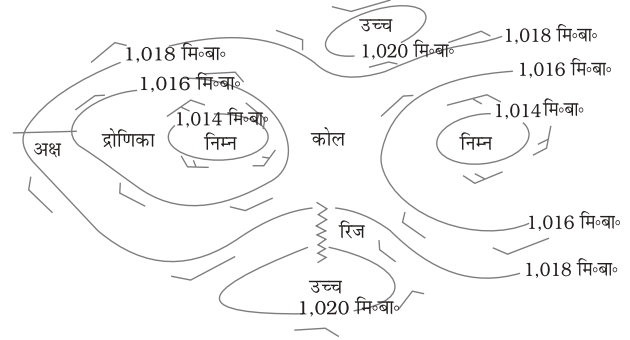 उच्च
1,020 मि॰बा॰
1,018 मि॰बा॰
1,018 मि॰बा॰
1,016 मि॰बा॰
1,016 मि॰बा॰
1,014 मि॰बा॰
1,014 मि॰बा॰
अक्ष
द्रोणिका
निम्न
कोल
निम्न
1,016 मि॰बा॰
रिज
1,018 मि॰बा॰
उच्च
1,020 मि॰बा॰